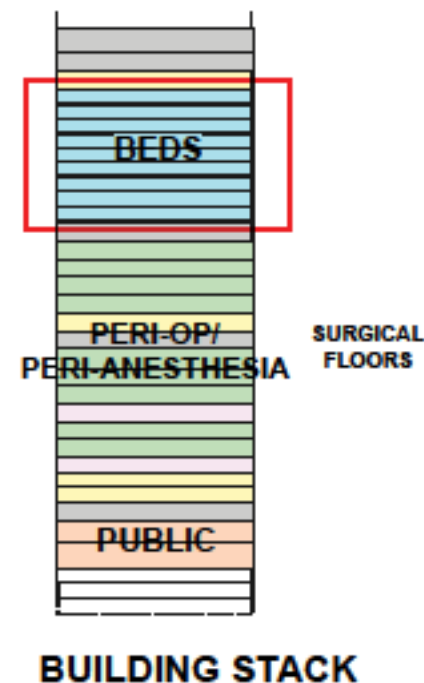 BEDS
PERI-OP/
PERI-ANESTHESIA
SURGICAL
FLOORS
PUBLIC
BUILDING STACK